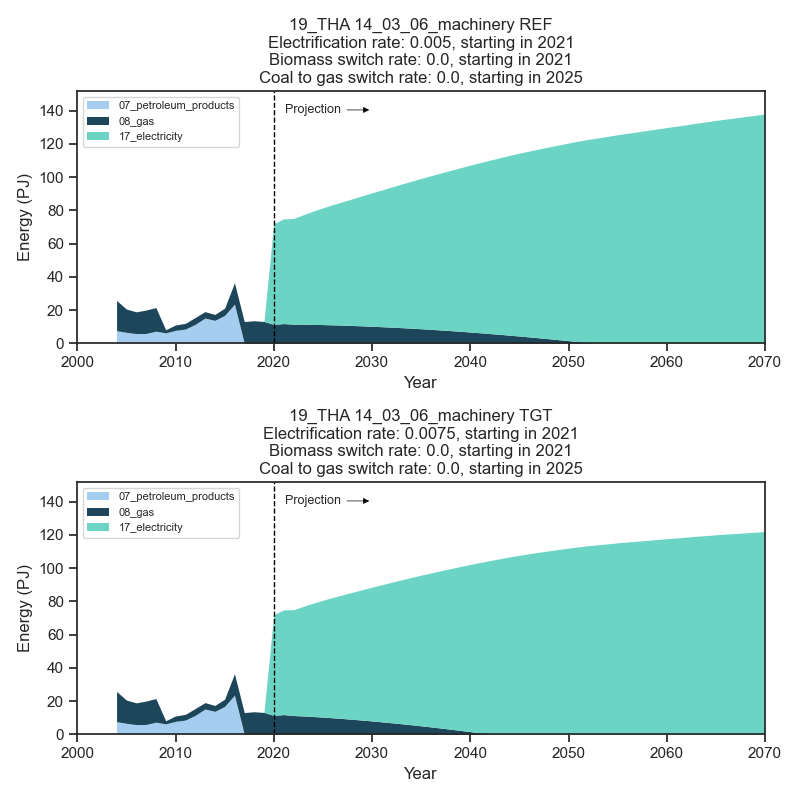 19_THA 14_03_06_machinery REF
Electrification rate: 0.005, starting in 2021
Biomass switch rate: 0.0, starting in 2021
Coal to gas switch rate: 0.0, starting in 2025
07_petroleum_products
08_gas
17_electricity
Projection
140
120
100
80
60
40
20
0
Energy (PJ)
2000 2010 2020 2030 2040 2050 2060 2070
Year
19_THA 14_03_06_machinery TGT
Electrification rate: 0.0075, starting in 2021
Biomass switch rate: 0.0, starting in 2021
Coal to gas switch rate: 0.0, starting in 2025
07_petroleum_products
08_gas
17_electricity
Projection
140
120
100
80
60
40
20
0
Energy (PJ)
2000 2010 2020 2030 2040 2050 2060 2070
Year